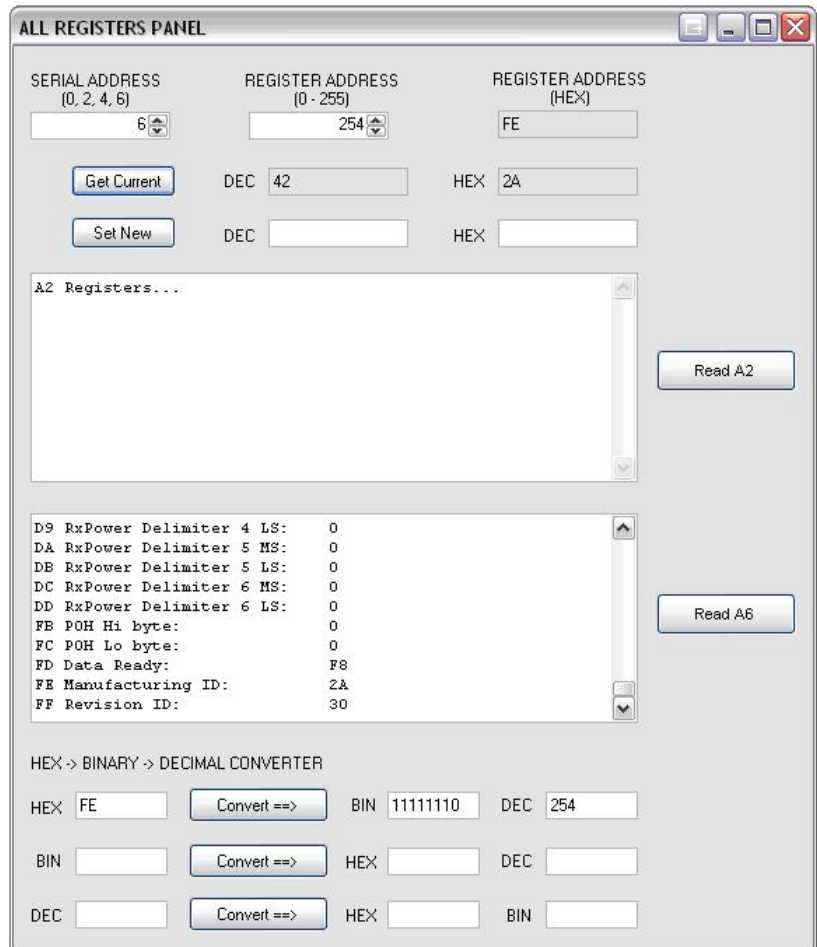 ALL REGISTERS PANEL
SERIAL ADDRESS
(0, 2, 4, 6)
REGISTER ADDRESS
(0 - 255)
REGISTER ADDRESS
(HEX)
6
254
FE
Get Current DEC 42 HEX 2A
Set New DEC HEX
A2 Registers...
Read A2
D9 RxPower Delimiter 4 LS: 0
DA RxPower Delimiter 5 MS: 0
DB RxPower Delimiter 5 LS: 0
DC RxPower Delimiter 6 MS: 0
DD RxPower Delimiter 6 LS: 0
FB POH Hi byte: 0
FC POH Lo byte: 0
FD Data Ready: F8
FE Manufacturing ID: 2A
FF Revision ID: 30
Read A6
HEX -> BINARY -> DECIMAL CONVERTER
HEX FE Convert ==> BIN 11111110 DEC 254
BIN Convert ==> HEX DEC
DEC Convert ==> HEX BIN